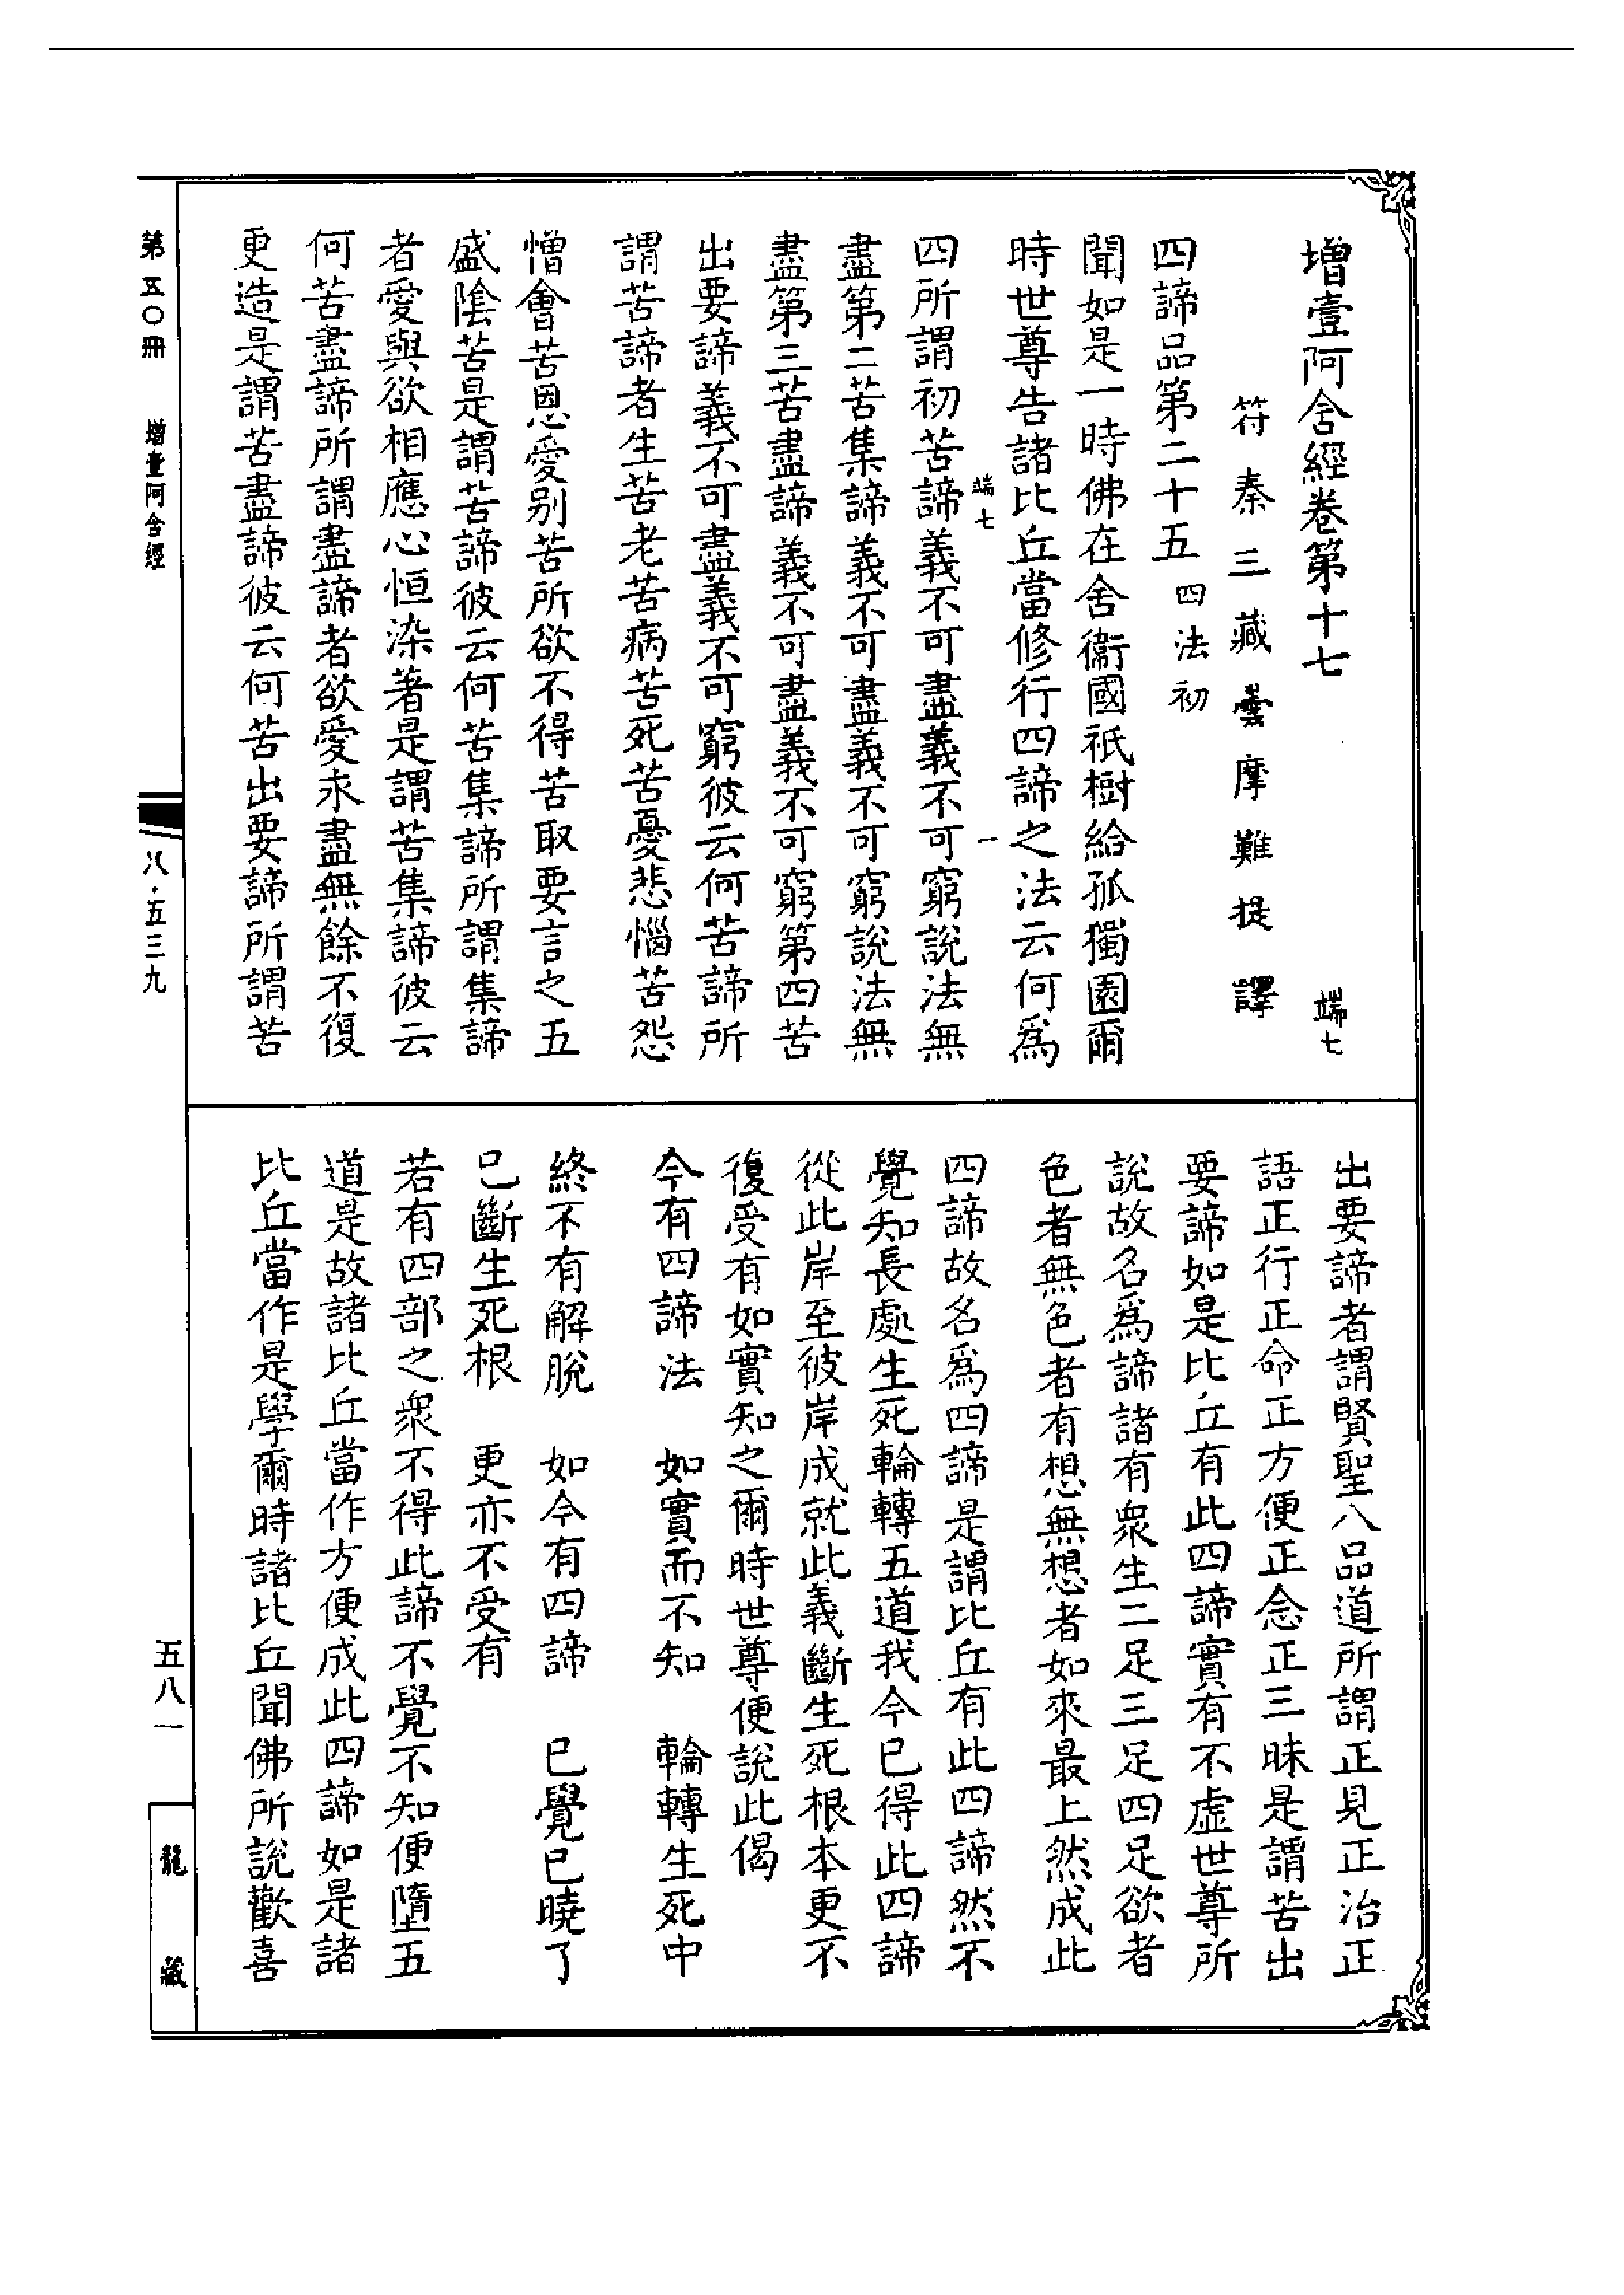 增壹阿含經卷第十七 端七
符秦三藏曇摩難提譯
四諦品第二十五 四法初
聞如是一時佛在舍衞國祇樹給孤獨園爾
時世尊告諸比丘當修行四諦之法云何爲
端七 一
四所謂初苦諦義不可盡義不可窮說法無
盡第二苦集諦義不可盡義不可窮說法無
盡第三苦盡諦義不可盡義不可窮第四苦
出要諦義不可盡義不可窮彼云何苦諦所
謂苦諦者生苦老苦病苦死苦憂悲惱苦怨
憎會苦恩愛別苦所欲不得苦取要言之五
盛陰苦是謂苦諦彼云何苦集諦所謂集諦
者愛與欲相應心恒染著是謂苦集諦彼云
何苦盡諦所謂盡諦者欲愛永盡無餘不復
更造是謂苦盡諦彼云何苦出要諦所謂苦
出要諦者謂賢聖八品道所謂正見正治正
語正行正命正方便正念正三昧是謂苦出
要諦如是比丘有此四諦實有不虛世尊所
說故名爲諦諸有衆生二足三足四足欲者
色者無色者有想無想者如來最上然成此
四諦故名爲四諦是謂比丘有此四諦然不
覺知長處生死輪轉五道我今已得此四諦
從此岸至彼岸成就此義斷生死根本更不
復受有如實知之爾時世尊便說此偈
今有四諦法 如實而不知 輪轉生死中
終不有解脫 如今有四諦 已覺已曉了
已斷生死根 更亦不受有
若有四部之衆不得此諦不覺不知便墮五
道是故諸比丘當作方便成此四諦如是諸
比丘當作是學爾時諸比丘聞佛所說歡喜
第五〇冊 增壹阿含經
八·五三九
五八一
龍藏